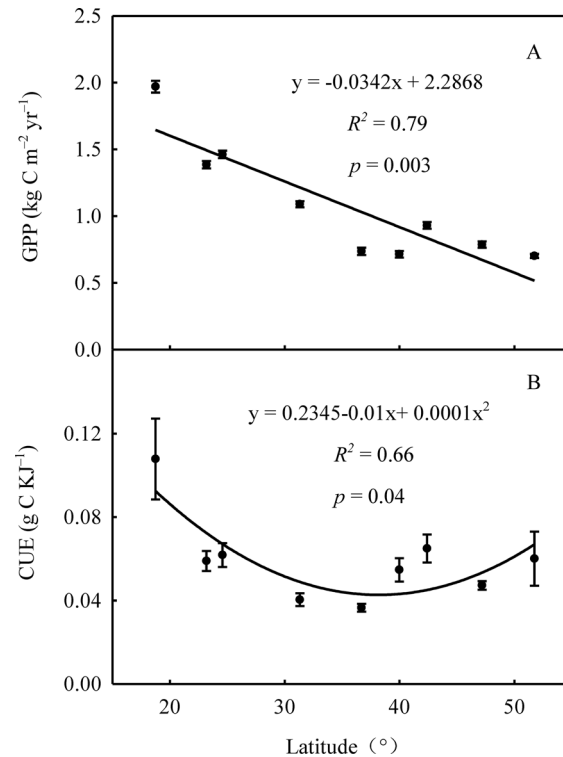 2.5
A
2.0
y = -0.0342x + 2.2868
R² = 0.79
1.5
p = 0.003
GPP (kg C m⁻² yr⁻¹)
1.0
0.5
0.0
B
y = 0.2345-0.01x+ 0.0001x²
0.12
R² = 0.66
p = 0.04
CUE (g C KJ⁻¹)
0.08
0.04
0.00
20 30 40 50
Latitude（°）